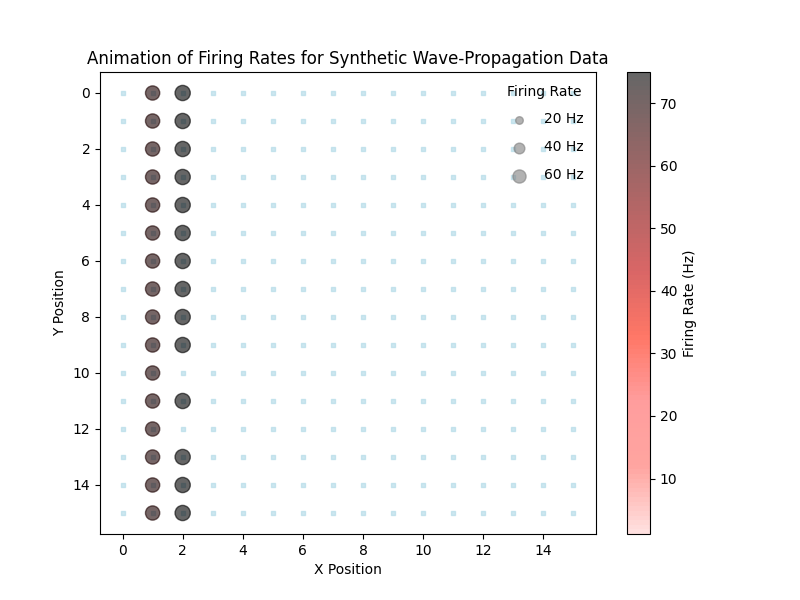 Animation of Firing Rates for Synthetic Wave-Propagation Data
Firing Rate
20 Hz
40 Hz
60 Hz
0
2
4
6
8
10
12
14
Y Position
0 2 4 6 8 10 12 14
X Position
70
60
50
40
30
20
10
Firing Rate (Hz)